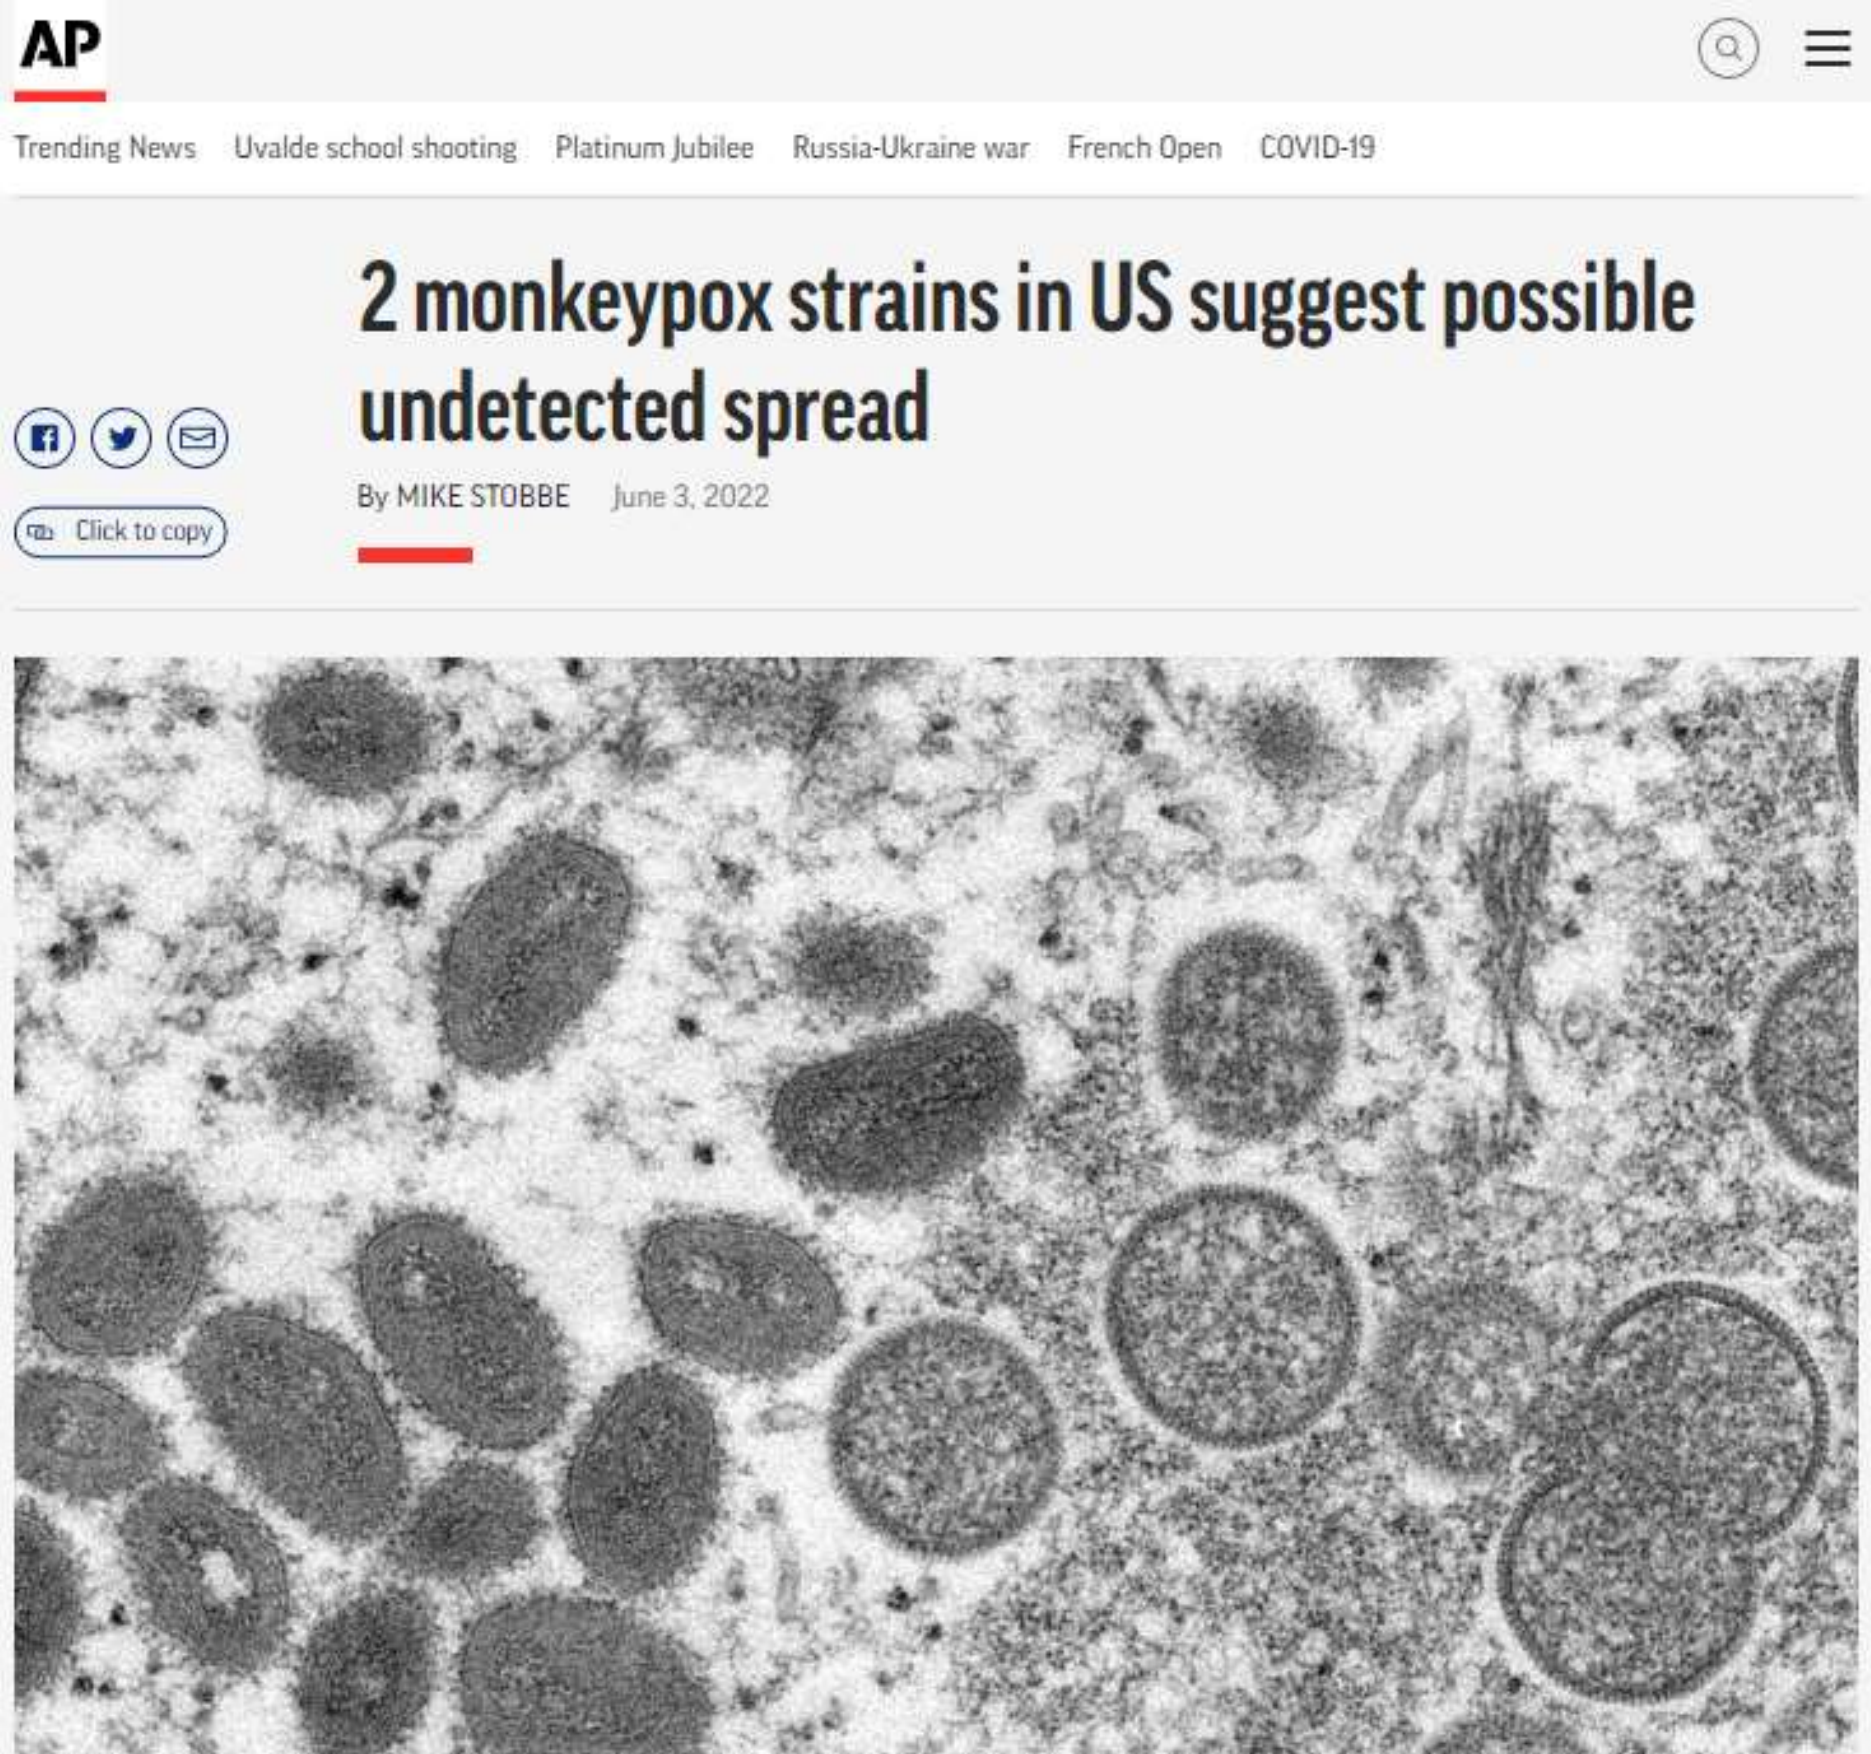 AP
Trending News Uvalde school shooting Platinum Jubilee Russia-Ukraine war French Open COVID-19
2 monkeypox strains in US suggest possible
undetected spread
By MIKE STOBBE June 3, 2022
Click to copy